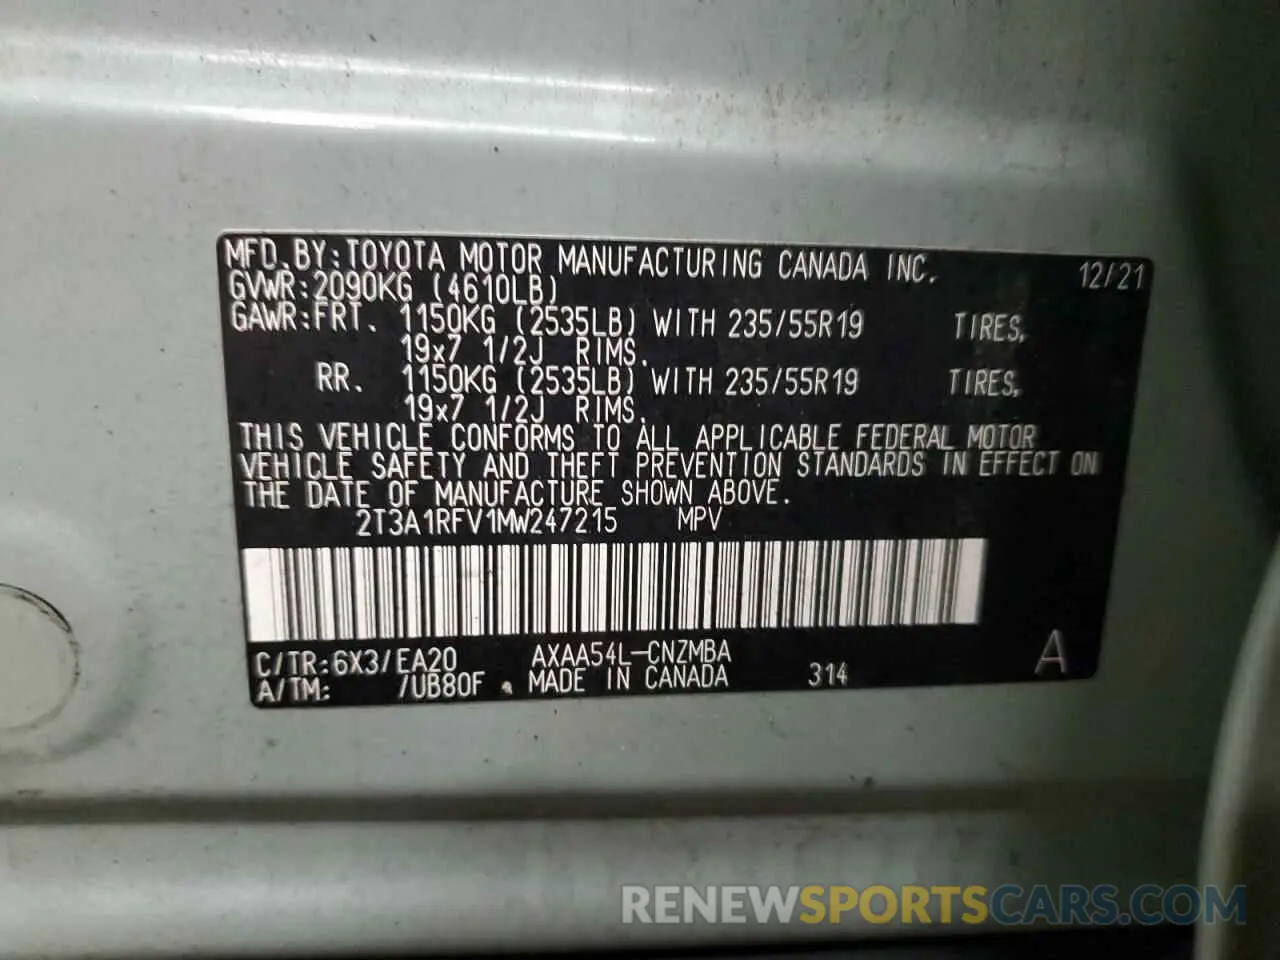 MFD.BY:TOYOTA MOTOR MANUFACTURING CANADA INC. 12/21
GVWR:2090KG (4610LB)
GAWR:FRT. 1150KG (2535LB) WITH 235/55R19 TIRES,
19x7 1/2J RIMS.
RR. 1150KG (2535LB) WITH 235/55R19 TIRES,
19x7 1/2J RIMS.
THIS VEHICLE CONFORMS TO ALL APPLICABLE FEDERAL MOTOR
VEHICLE SAFETY AND THEFT PREVENTION STANDARDS IN EFFECT ON
THE DATE OF MANUFACTURE SHOWN ABOVE.
2T3A1RFV1MW247215 MPV
C/TR:6X3/EA20 AXAA54L-CNZMBA
A/TM: /UB80F MADE IN CANADA 314 A
RENEWSPORTSCARS.COM